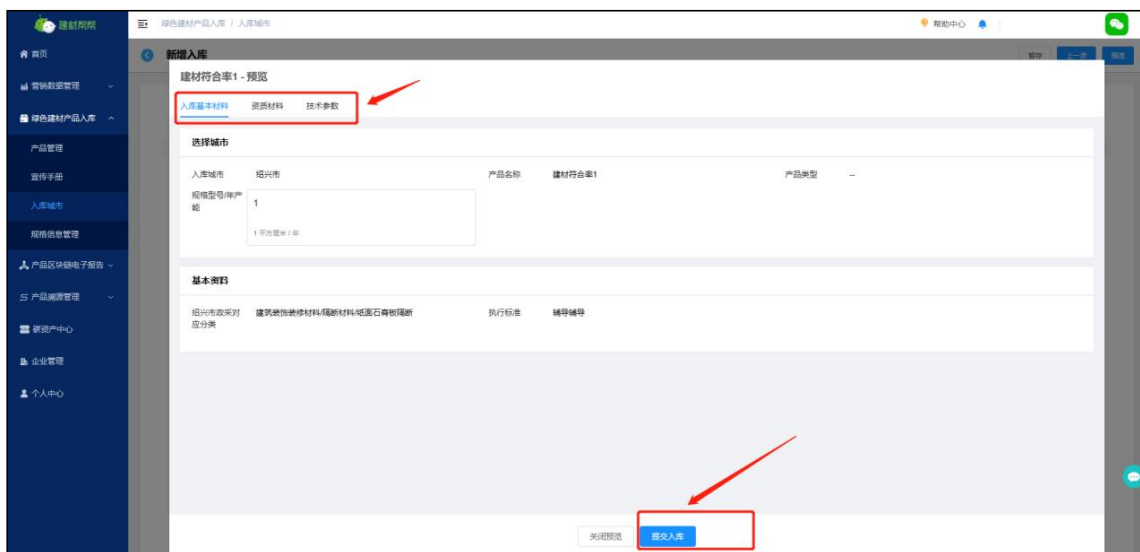 建材帮帮
绿色建材产品入库 / 入库城市
帮助中心
首页
营销数据管理
绿色建材产品入库
产品管理
宣传手册
入库城市
规格信息管理
产品区块链电子报告
产品溯源管理
碳资产中心
企业管理
个人中心
新增入库
暂存
上一步
预览
建材符合率1 - 预览
入库基本材料 资质材料 技术参数
选择城市
入库城市 绍兴市 产品名称 建材符合率1 产品类型 --
规格型号/年产
能
1
1 平方厘米 / 年
基本资料
绍兴市政采对
应分类
建筑装饰装修材料/隔断材料/纸面石膏板隔断 执行标准 辅导辅导
关闭预览 提交入库